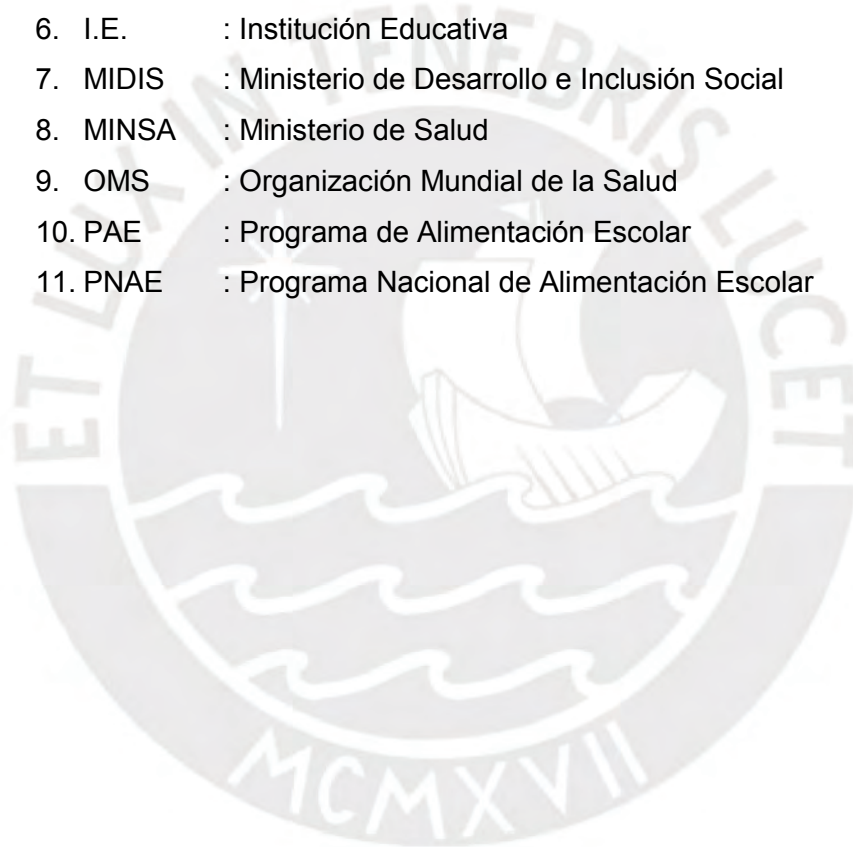 6. I.E. : Institución Educativa
7. MIDIS : Ministerio de Desarrollo e Inclusión Social
8. MINSA : Ministerio de Salud
9. OMS : Organización Mundial de la Salud
10. PAE : Programa de Alimentación Escolar
11. PNAE : Programa Nacional de Alimentación Escolar
ET LUX IN TENEBRIS LUCET
MCMXVII